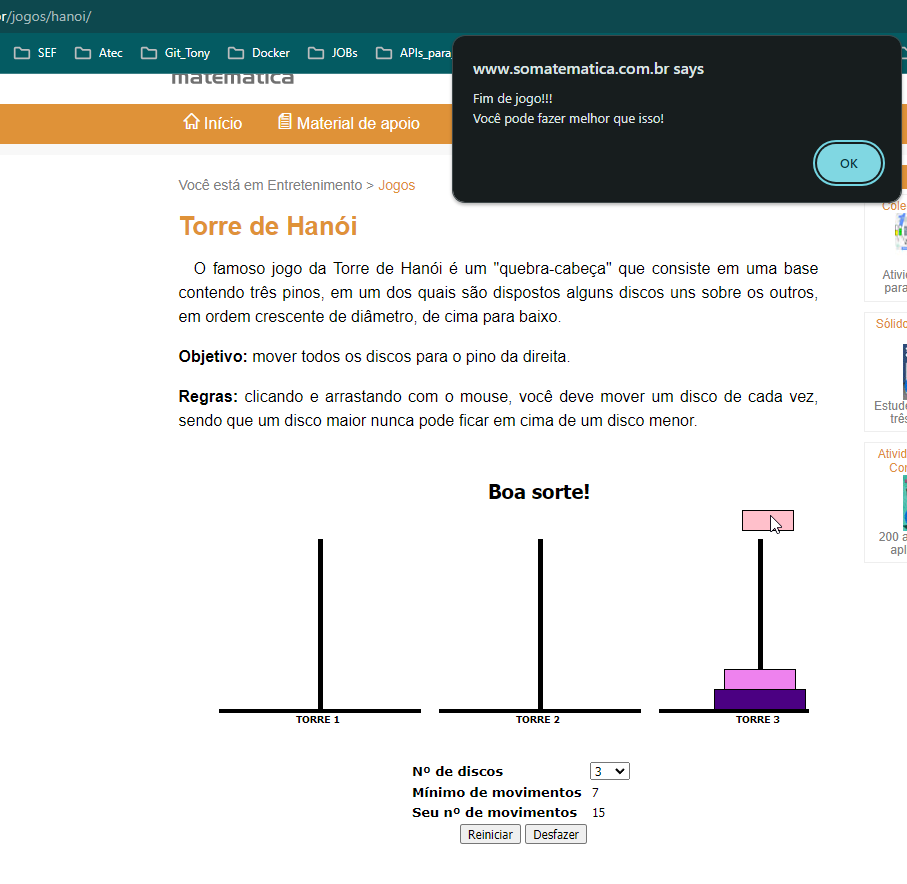 r/jogos/hanoi/
SEF Atec Git_Tony Docker JOBs APIs_para
www.somatematica.com.br says
Fim de jogo!!!
Você pode fazer melhor que isso!
OK
matemática
Início Material de apoio
Você está em Entretenimento > Jogos
Torre de Hanói
O famoso jogo da Torre de Hanói é um "quebra-cabeça" que consiste em uma base
contendo três pinos, em um dos quais são dispostos alguns discos uns sobre os outros,
em ordem crescente de diâmetro, de cima para baixo.
Objetivo: mover todos os discos para o pino da direita.
Regras: clicando e arrastando com o mouse, você deve mover um disco de cada vez,
sendo que um disco maior nunca pode ficar em cima de um disco menor.
Cole
Ativi
para
Sólido
Estude
três
Ativid
Con
200 a
apl
Boa sorte!
TORRE 1 TORRE 2 TORRE 3
Nº de discos 3
Mínimo de movimentos 7
Seu nº de movimentos 15
Reiniciar Desfazer